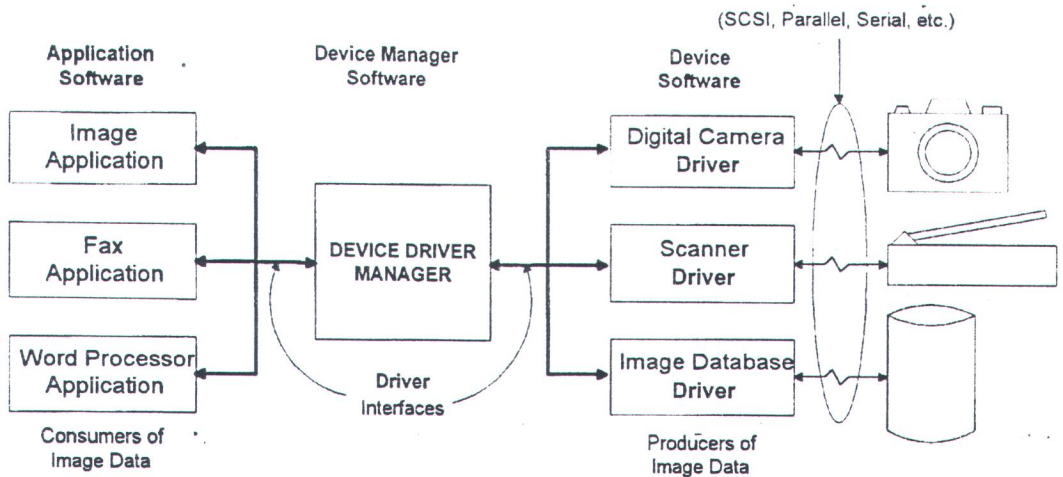 (SCSI, Parallel, Serial, etc.)
Application
Software
Device Manager
Software
Device
Software
Image
Application
Fax
Application
Word Processor
Application
DEVICE DRIVER
MANAGER
Digital Camera
Driver
Scanner
Driver
Image Database
Driver
Driver
Interfaces
Consumers of
Image Data
Producers of
Image Data